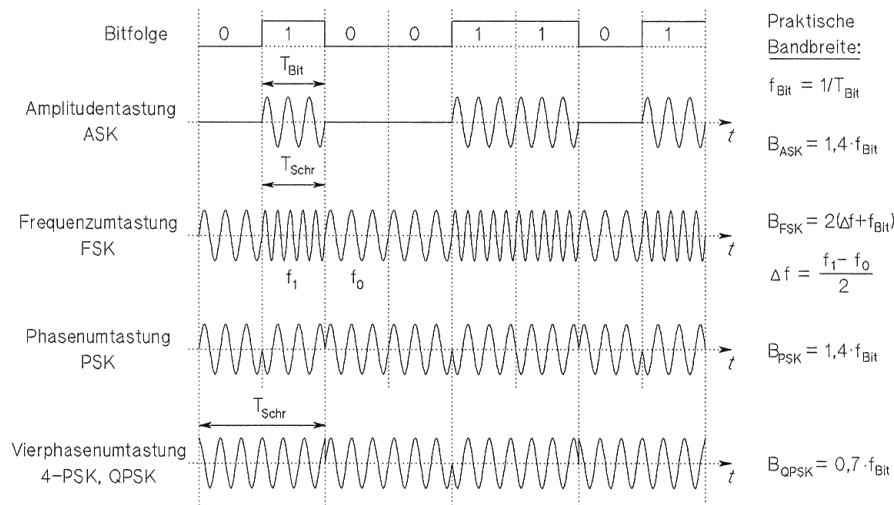 Bitfolge
0 1 0 0 1 1 0 1
Praktische
Bandbreite:
f_Bit = 1/T_Bit
T_Bit
Amplitudentastung
ASK
t
B_ASK = 1,4·f_Bit
T_Schr
Frequenzumtastung
FSK
t
f_1 f_0
B_FSK = 2(Δf+f_Bit)
Δf = (f_1 – f_0)/2
Phasenumtastung
PSK
t
B_PSK = 1,4·f_Bit
T_Schr
Vierphasenumtastung
4–PSK, QPSK
t
B_QPSK = 0,7·f_Bit